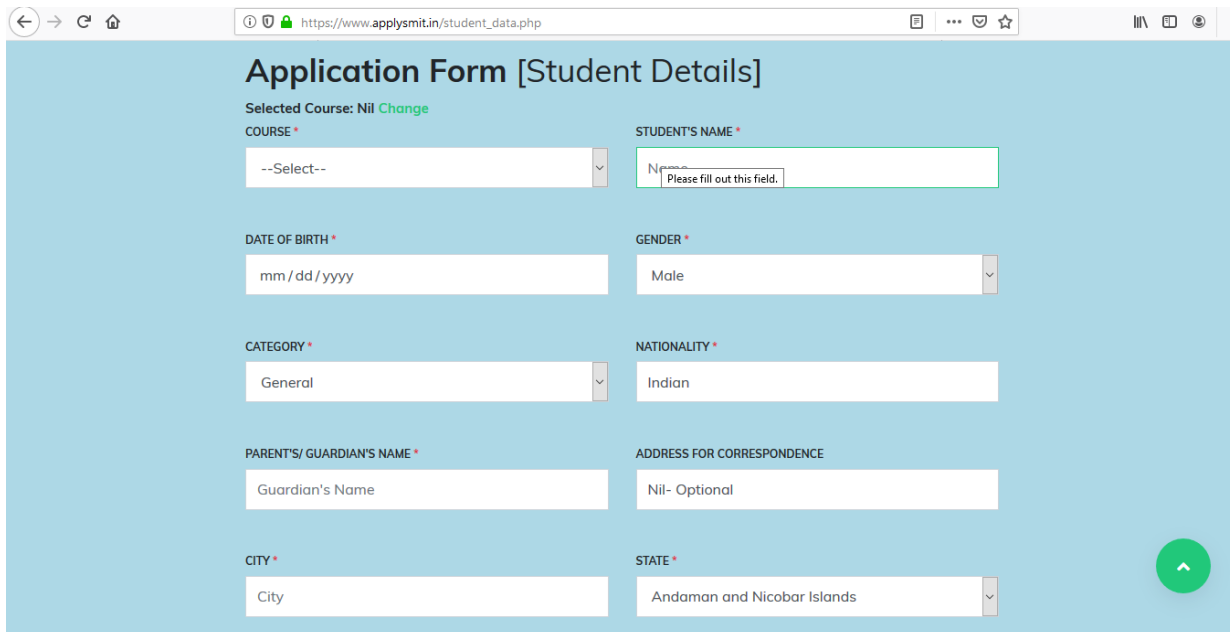 https://www.applysmit.in/student_data.php
Application Form [Student Details]
Selected Course: Nil Change
COURSE *
STUDENT'S NAME *
--Select--
Name
Please fill out this field.
DATE OF BIRTH *
GENDER *
mm/dd/yyyy
Male
CATEGORY *
NATIONALITY *
General
Indian
PARENT'S/ GUARDIAN'S NAME *
ADDRESS FOR CORRESPONDENCE
Guardian's Name
Nil- Optional
CITY *
STATE *
City
Andaman and Nicobar Islands